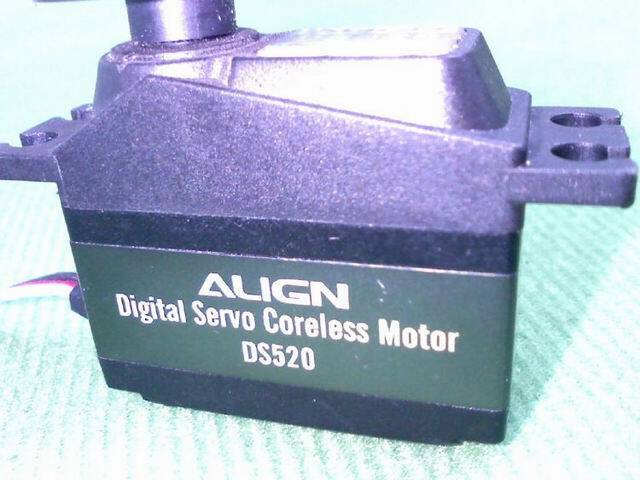 ALIGN
Digital Servo Coreless Motor
DS520